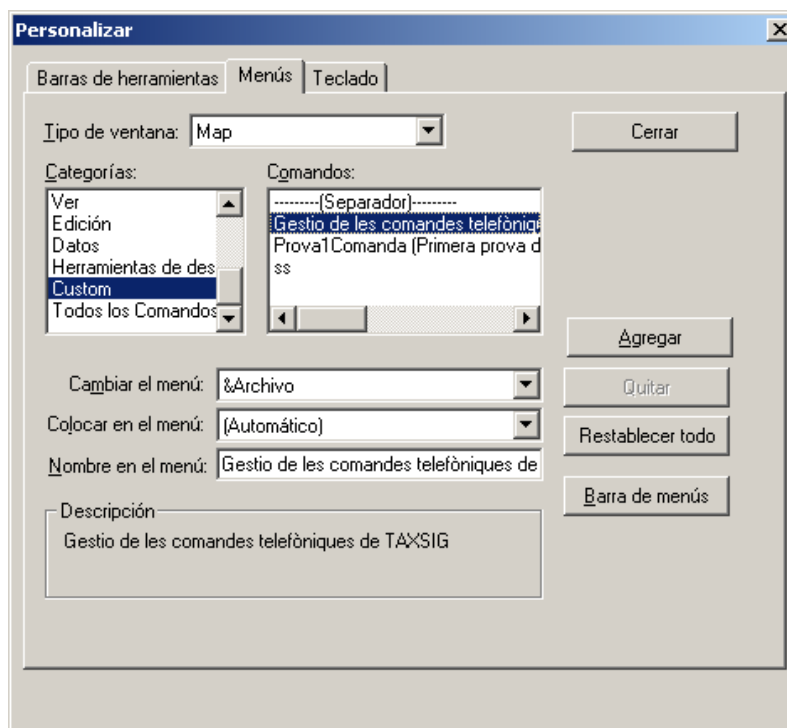 Personalizar
Barras de herramientas Menús Teclado
Tipo de ventana: Map Cerrar
Categorías: Comandos:
Ver
Edición
Datos
Herramientas de des
Custom
Todos los Comandos
---------(Separador)---------
Gestio de les comandes telefòniq
Prova1Comanda (Primera prova d
ss
Agregar
Cambiar el menú: &Archivo Quitar
Colocar en el menú: (Automático) Restablecer todo
Nombre en el menú: Gestio de les comandes telefòniques de
Barra de menús
Descripción
Gestio de les comandes telefòniques de TAXSIG